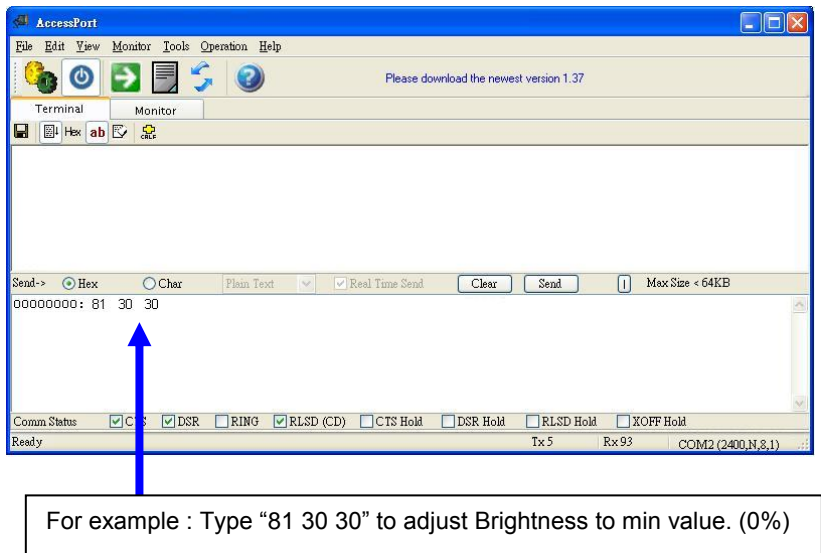 AccessPort
File Edit View Monitor Tools Operation Help
Please download the newest version 1.37
Terminal Monitor
Hex ab CRLF
Send-> Hex Char Plain Text Real Time Send Clear Send Max Size < 64KB
00000000: 81 30 30
Comm Status CTS DSR RING RLSD (CD) CTS Hold DSR Hold RLSD Hold XOFF Hold
Ready Tx 5 Rx 93 COM2 (2400,N,8,1)
For example : Type “81 30 30” to adjust Brightness to min value. (0%)